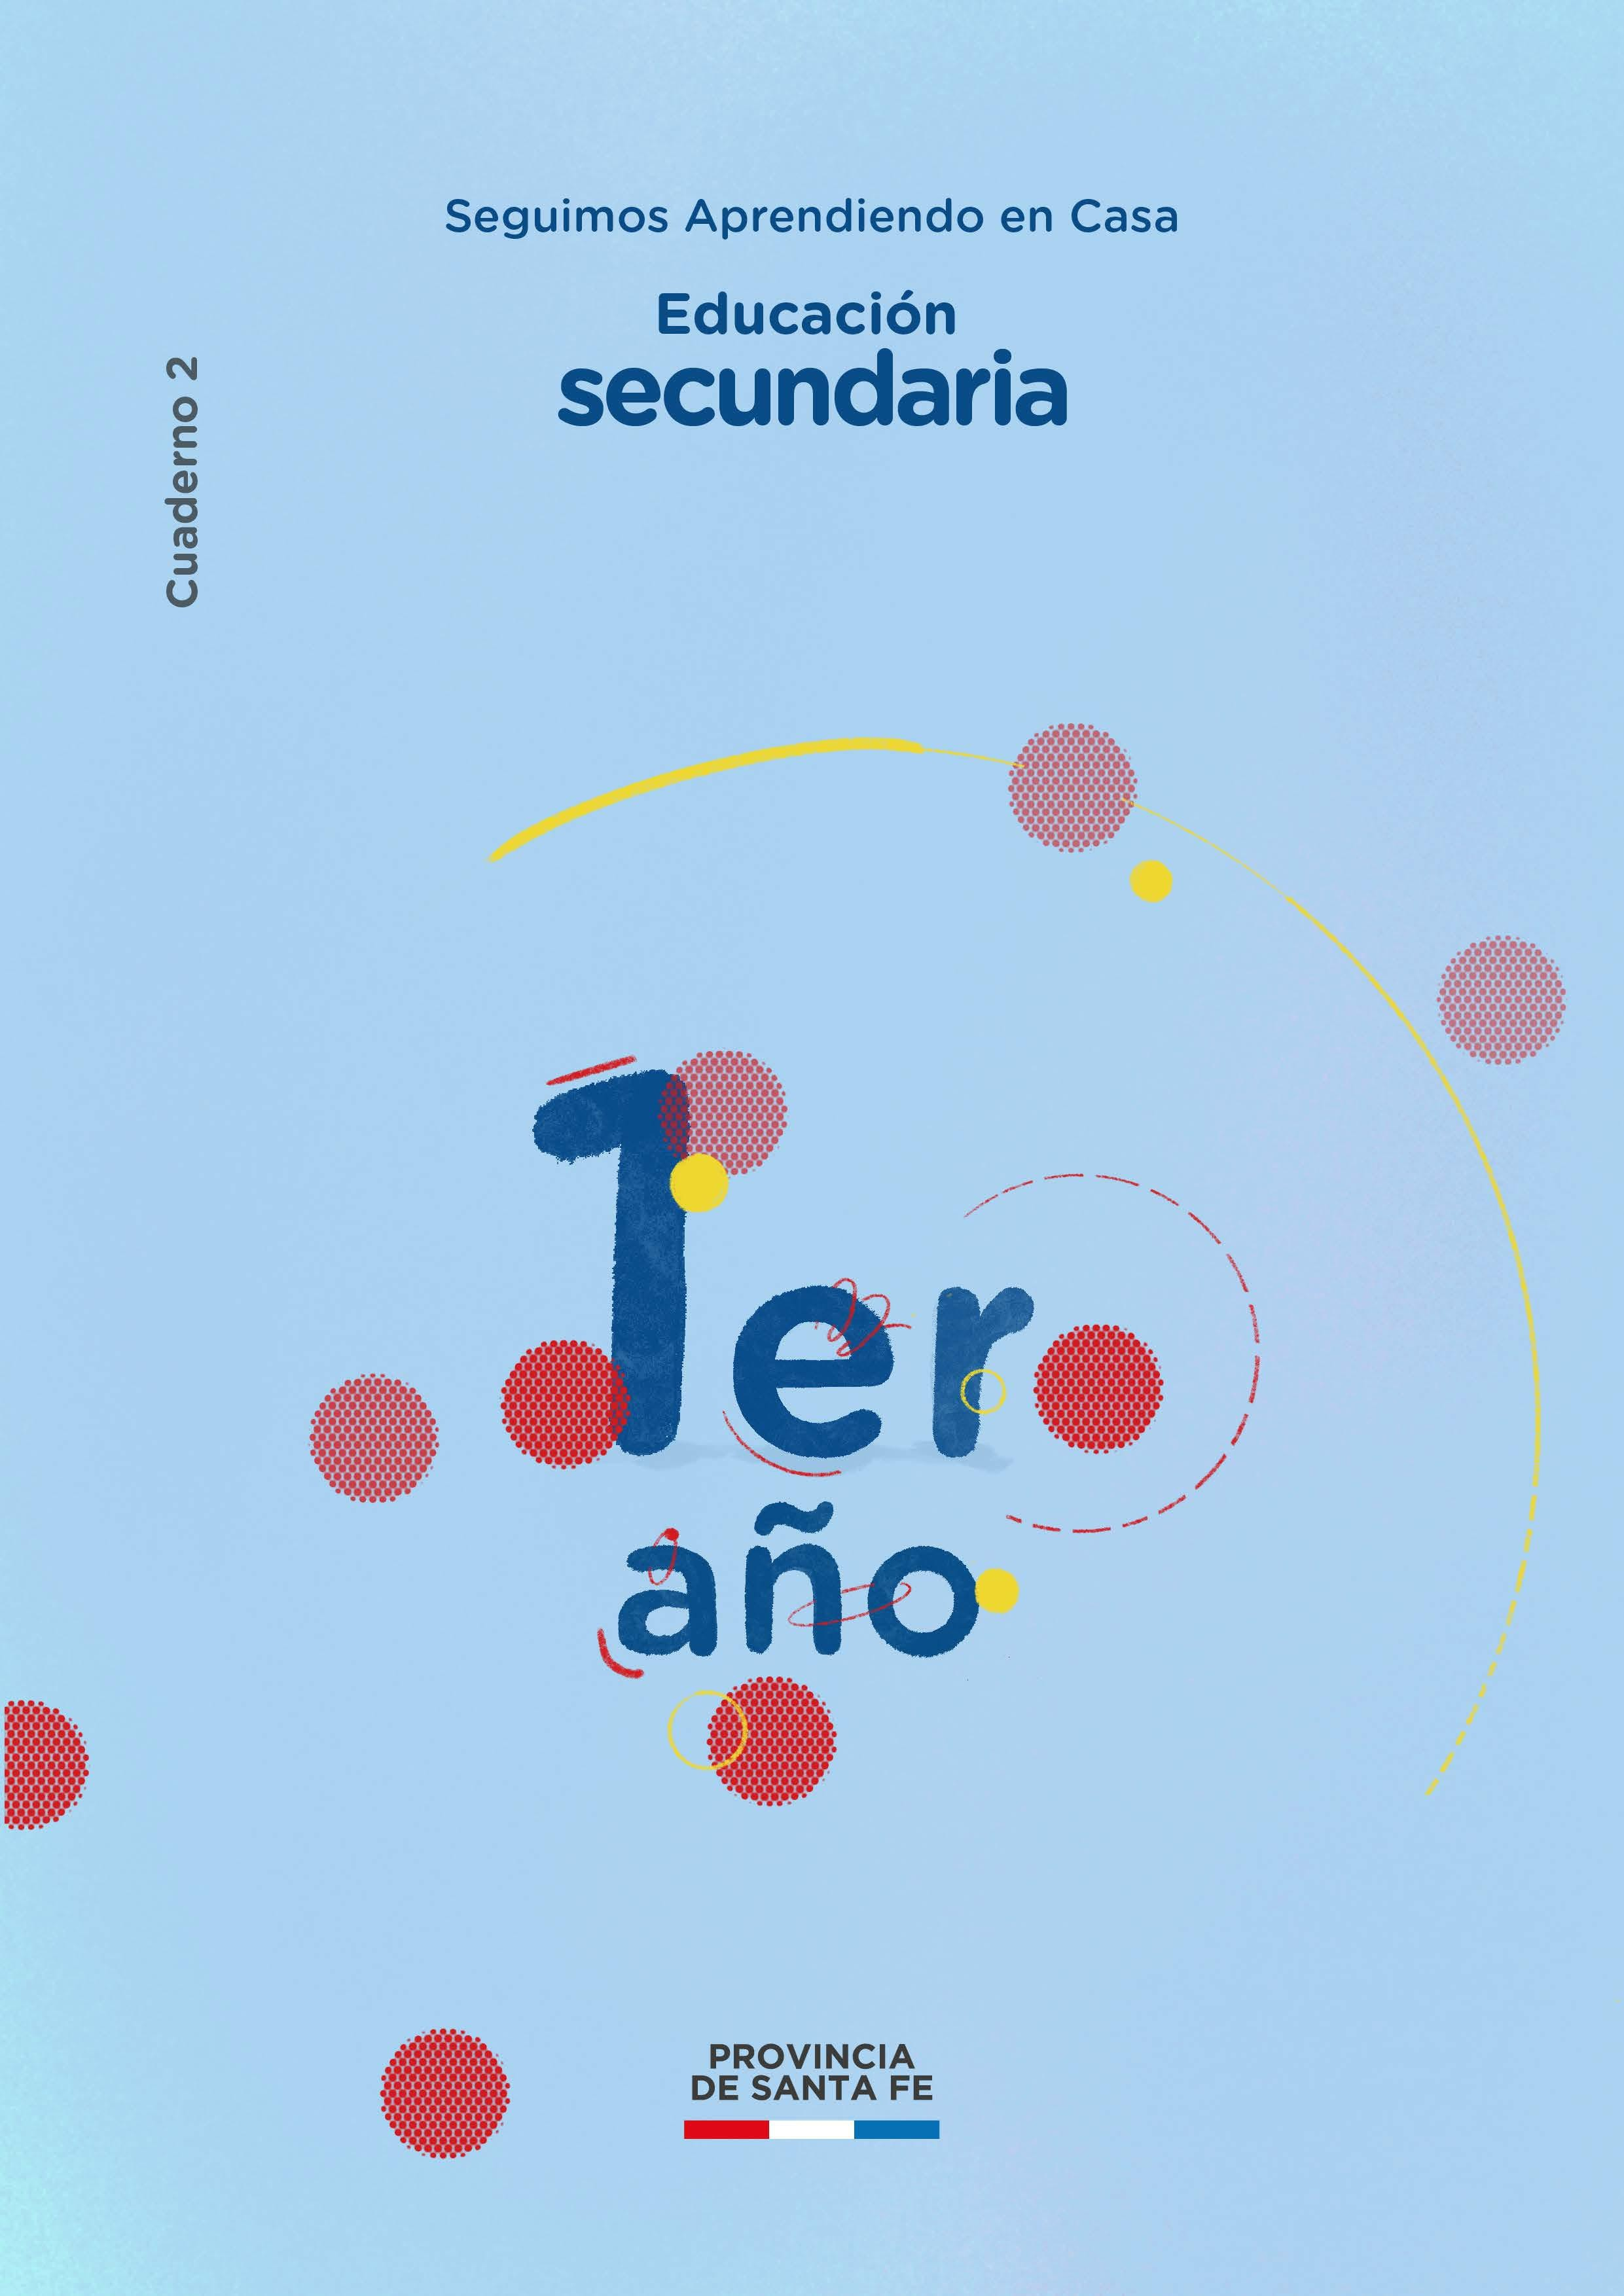 Seguimos Aprendiendo en Casa
Educación
secundaria
Cuaderno 2
1er
año
PROVINCIA
DE SANTA FE